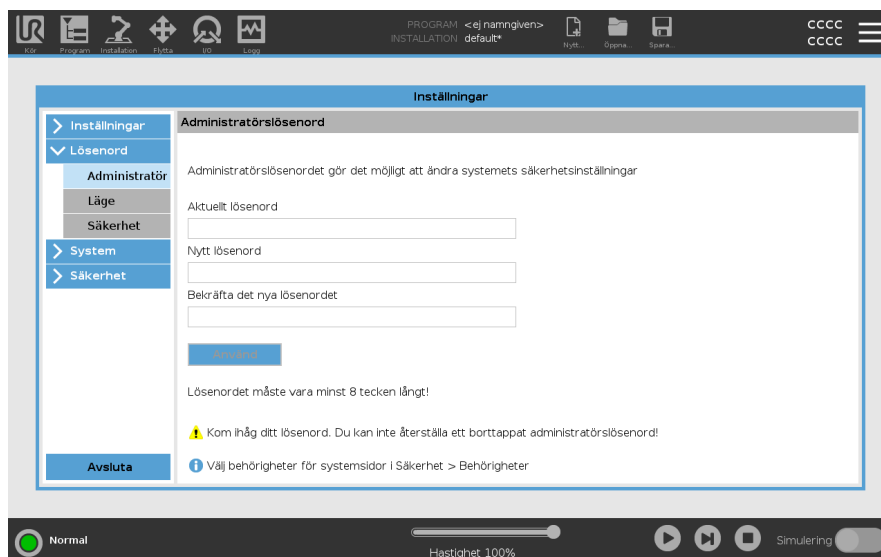 PROGRAM <ej namngiven>
INSTALLATION default*
Kör Program Installation Flytta I/O Logg Nytt... Öppna... Spara...
CCCC
CCCC
Inställningar
Inställningar
Lösenord
Administratör
Läge
Säkerhet
System
Säkerhet
Avsluta
Administratörslösenord
Administratörslösenordet gör det möjligt att ändra systemets säkerhetsinställningar
Aktuellt lösenord
Nytt lösenord
Bekräfta det nya lösenordet
Använd
Lösenordet måste vara minst 8 tecken långt!
Kom ihåg ditt lösenord. Du kan inte återställa ett borttappat administratörslösenord!
Välj behörigheter för systemsidor i Säkerhet > Behörigheter
Normal
Hastighet 100%
Simulering